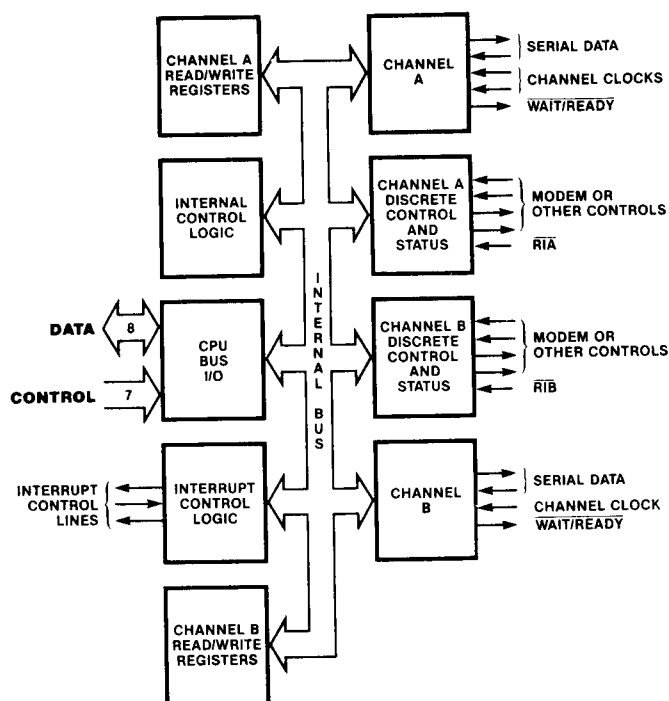 CHANNEL A
READ/WRITE
REGISTERS
CHANNEL
A
SERIAL DATA
CHANNEL CLOCKS
WAIT/READY
INTERNAL
CONTROL
LOGIC
CHANNEL A
DISCRETE
CONTROL
AND
STATUS
MODEM OR
OTHER CONTROLS
RIA
INTERNAL BUS
DATA
8
CONTROL
7
CPU
BUS
I/O
CHANNEL B
DISCRETE
CONTROL
AND
STATUS
MODEM OR
OTHER CONTROLS
RIB
INTERRUPT
CONTROL
LINES
INTERRUPT
CONTROL
LOGIC
CHANNEL
B
SERIAL DATA
CHANNEL CLOCK
WAIT/READY
CHANNEL B
READ/WRITE
REGISTERS